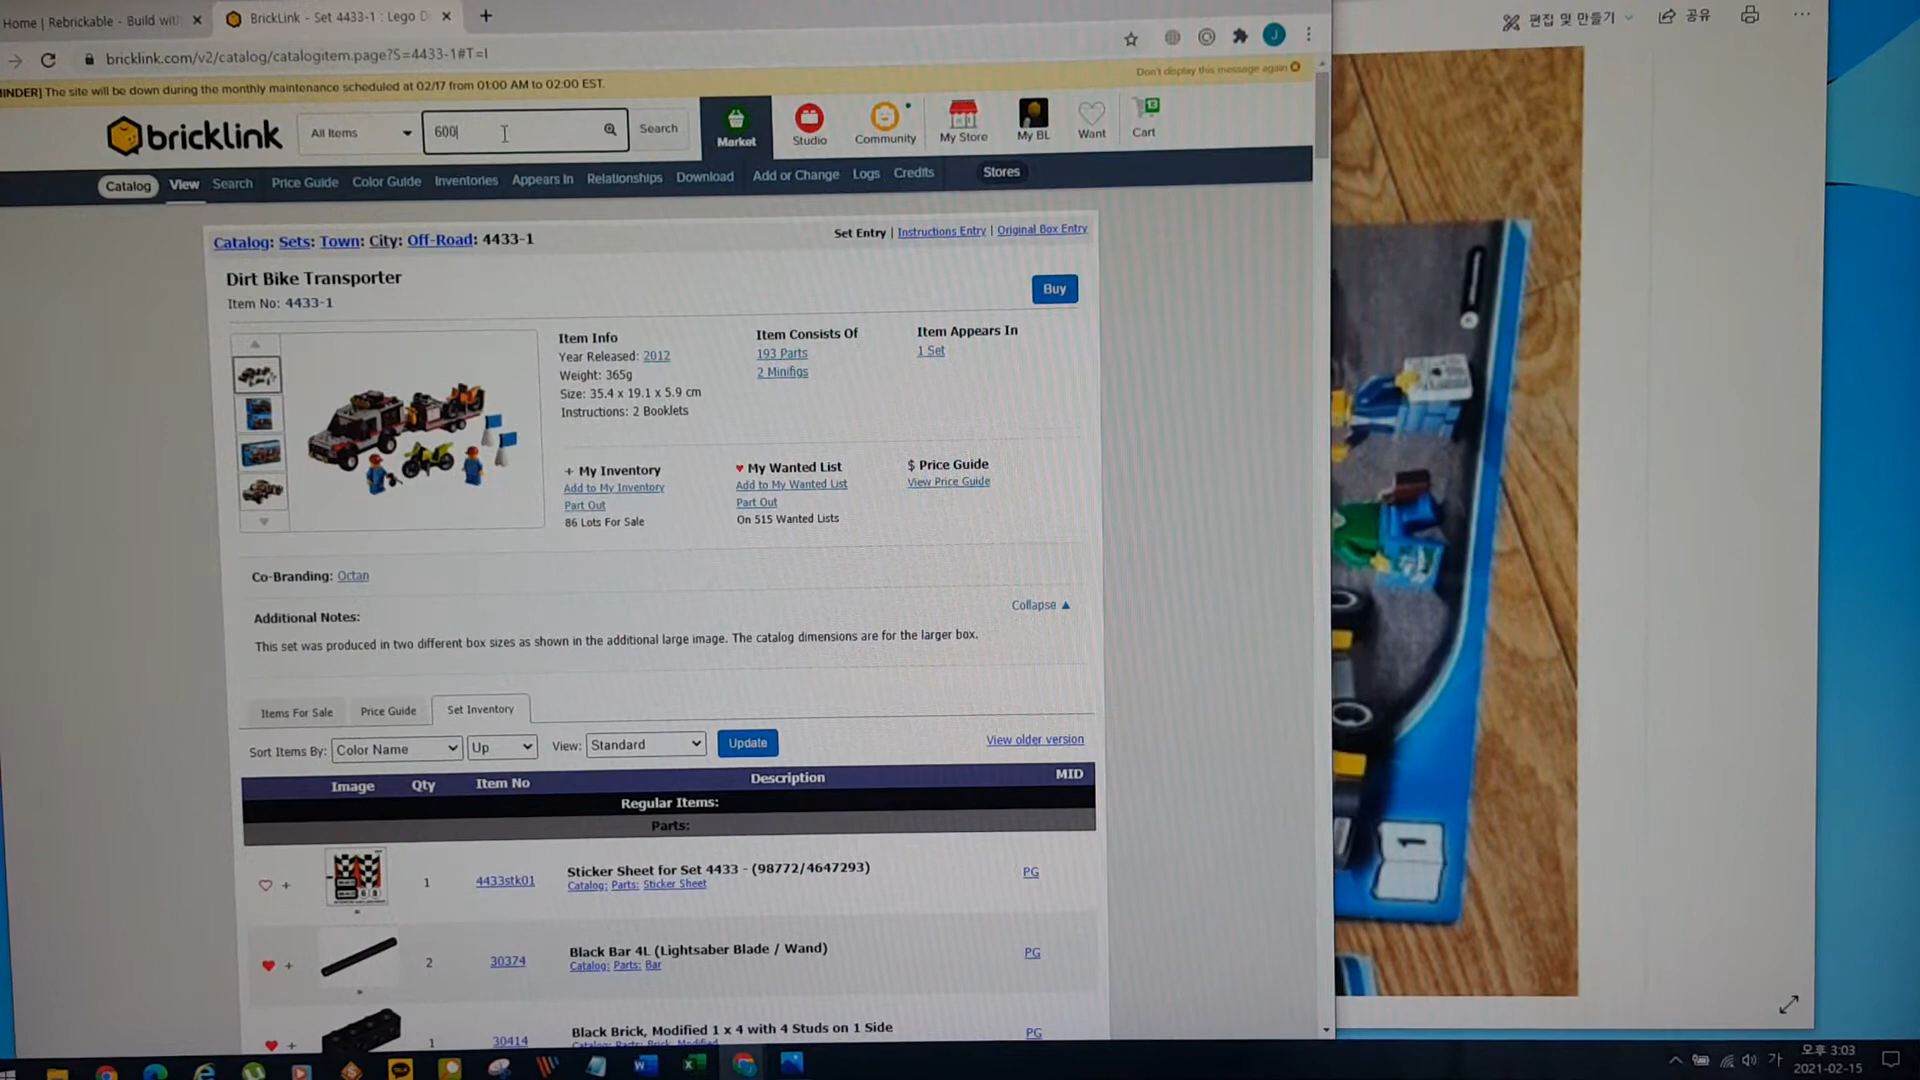 Home | Rebrickable - Build wit
BrickLink - Set 4433-1 : Lego D
편집 및 만들기
공유
bricklink.com/v2/catalog/catalogitem.page?S=4433-1#T=I
J
INDER] The site will be down during the monthly maintenance scheduled at 02/17 from 01:00 AM to 02:00 EST.
Don't display this message again
bricklink
All Items
600
Search
Market
Studio
Community
My Store
My BL
Want
13
Cart
Catalog
View
Search
Price Guide
Color Guide
Inventories
Appears In
Relationships
Download
Add or Change
Logs
Credits
Stores
Catalog: Sets: Town: City: Off-Road: 4433-1
Set Entry | Instructions Entry | Original Box Entry
Dirt Bike Transporter
Item No: 4433-1
Buy
Item Info
Year Released: 2012
Weight: 365g
Size: 35.4 x 19.1 x 5.9 cm
Instructions: 2 Booklets
Item Consists Of
193 Parts
2 Minifigs
Item Appears In
1 Set
+ My Inventory
Add to My Inventory
Part Out
86 Lots For Sale
♥ My Wanted List
Add to My Wanted List
Part Out
On 515 Wanted Lists
$ Price Guide
View Price Guide
Co-Branding: Octan
Additional Notes:
Collapse ▲
This set was produced in two different box sizes as shown in the additional large image. The catalog dimensions are for the larger box.
Items For Sale
Price Guide
Set Inventory
Sort Items By: Color Name
Up
View: Standard
Update
View older version
Image Qty Item No Description MID
Regular Items:
Parts:
1 4433stk01 Sticker Sheet for Set 4433 - (98772/4647293) PG
Catalog: Parts: Sticker Sheet
2 30374 Black Bar 4L (Lightsaber Blade / Wand) PG
Catalog: Parts: Bar
1 30414 Black Brick, Modified 1 x 4 with 4 Studs on 1 Side PG
Catalog: Parts: Brick, Modified
1
가
오후 3:03
2021-02-15